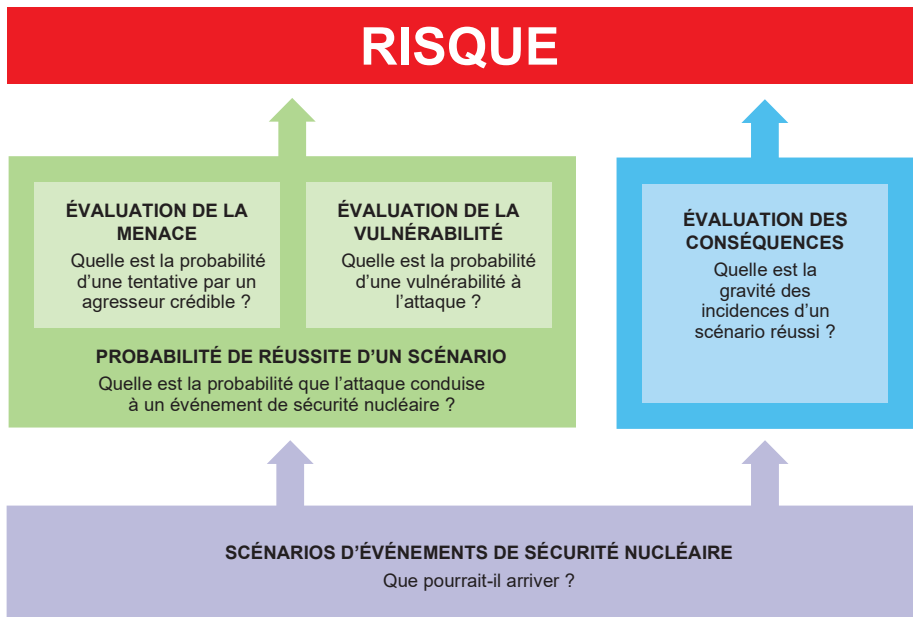 RISQUE
ÉVALUATION DE LA
MENACE
Quelle est la probabilité
d'une tentative par un
agresseur crédible ?
ÉVALUATION DE LA
VULNÉRABILITÉ
Quelle est la probabilité
d'une vulnérabilité à
l'attaque ?
PROBABILITÉ DE RÉUSSITE D'UN SCÉNARIO
Quelle est la probabilité que l'attaque conduise
à un événement de sécurité nucléaire ?
ÉVALUATION DES
CONSÉQUENCES
Quelle est la
gravité des
incidences d'un
scénario réussi ?
SCÉNARIOS D'ÉVÉNEMENTS DE SÉCURITÉ NUCLÉAIRE
Que pourrait-il arriver ?